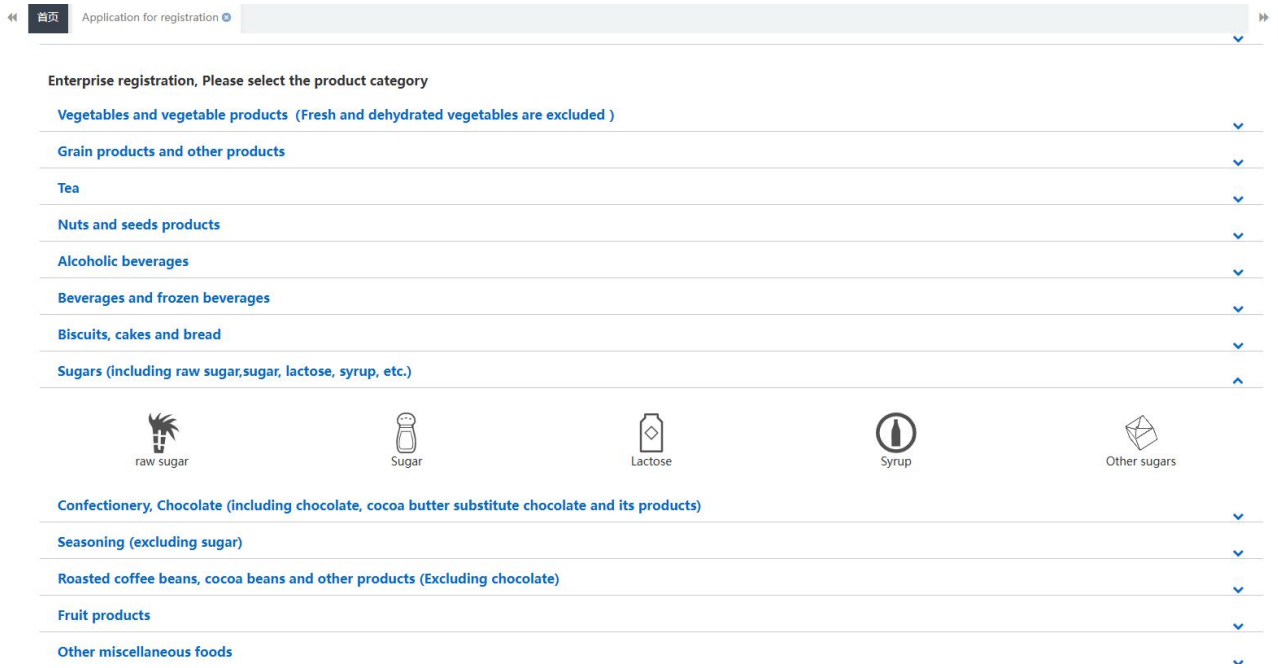 首页 Application for registration
Enterprise registration, Please select the product category
Vegetables and vegetable products (Fresh and dehydrated vegetables are excluded )
Grain products and other products
Tea
Nuts and seeds products
Alcoholic beverages
Beverages and frozen beverages
Biscuits, cakes and bread
Sugars (including raw sugar,sugar, lactose, syrup, etc.)
raw sugar Sugar Lactose Syrup Other sugars
Confectionery, Chocolate (including chocolate, cocoa butter substitute chocolate and its products)
Seasoning (excluding sugar)
Roasted coffee beans, cocoa beans and other products (Excluding chocolate)
Fruit products
Other miscellaneous foods